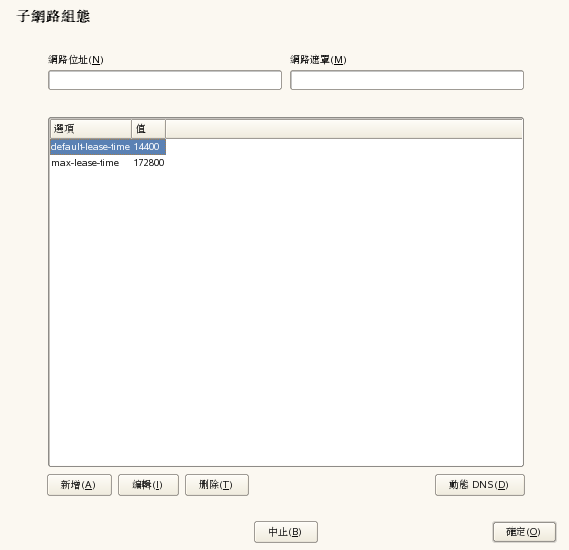 子網路組態
網路位址(N) 網路遮罩(M)
選項 值
default-lease-time 14400
max-lease-time 172800
新增(A) 編輯(I) 刪除(T) 動態 DNS(D)
中止(B) 確定(O)